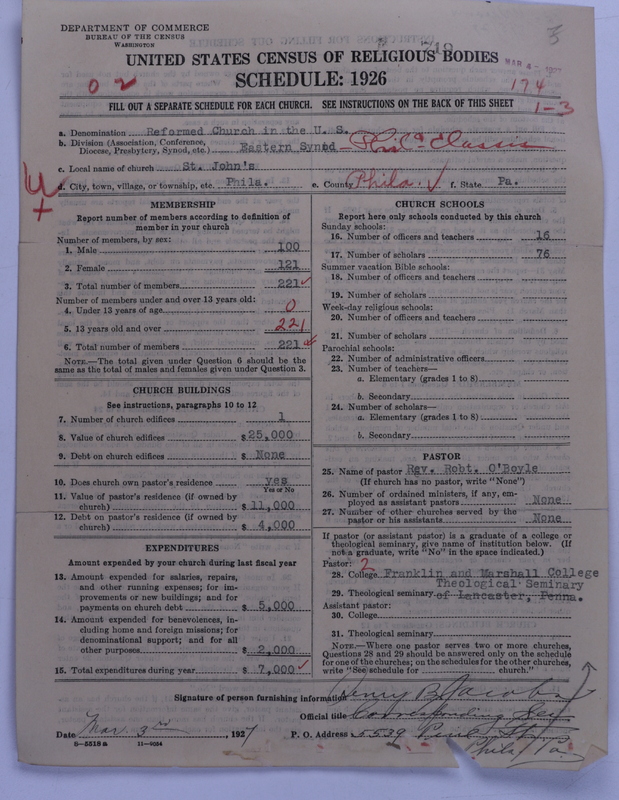 DEPARTMENT OF COMMERCE
BUREAU OF THE CENSUS
WASHINGTON
UNITED STATES CENSUS OF RELIGIOUS BODIES
SCHEDULE: 1926
MAR 4
0 2
174
1-3
FILL OUT A SEPARATE SCHEDULE FOR EACH CHURCH. SEE INSTRUCTIONS ON THE BACK OF THIS SHEET
a. Denomination Reformed Church in the U. S.
b. Division (Association, Conference, Diocese, Presbytery, Synod, etc.) Eastern Synod - Phila Classis
c. Local name of church St. John's
d. City, town, village, or township, etc. Phila. e. County Phila. √ f. State Pa.
MEMBERSHIP
Report number of members according to definition of
member in your church
Number of members, by sex:
1. Male 100
2. Female 121
3. Total number of members 221
Number of members under and over 13 years old:
4. Under 13 years of age 0
5. 13 years old and over 221
6. Total number of members 221
NOTE.—The total given under Question 6 should be the
same as the total of males and females given under Question 3.
CHURCH BUILDINGS
See instructions, paragraphs 10 to 12
7. Number of church edifices 1
8. Value of church edifices $25,000
9. Debt on church edifices $ None
10. Does church own pastor's residence yes
Yes or No
11. Value of pastor's residence (if owned by
church) $ 11,000
12. Debt on pastor's residence (if owned by
church) $ 4,000
EXPENDITURES
Amount expended by church during last fiscal year
13. Amount expended for salaries, repairs,
and other running expenses; for im-
provements or new buildings; and for
payments on church debt $ 5,000
14. Amount expended for benevolences, in-
cluding home and foreign missions; for
denominational support; and for all
other purposes $ 2,000
15. Total expenditures during year $ 7,000
CHURCH SCHOOLS
Report here only schools conducted by this church
Sunday schools:
16. Number of officers and teachers 16
17. Number of scholars 76
Summer vacation Bible schools:
18. Number of officers and teachers
19. Number of scholars
Week-day religious schools:
20. Number of officers and teachers
21. Number of scholars
Parochial schools:
22. Number of administrative officers
23. Number of teachers—
a. Elementary (grades 1 to 8)
b. Secondary
24. Number of scholars—
a. Elementary (grades 1 to 8)
b. Secondary
PASTOR
25. Name of pastor Rev. Robt. O'Boyle
(If church has no pastor, write "None")
26. Number of ordained ministers, if any, em-
ployed as assistant pastors None
27. Number of other churches served by the
pastor or his assistants None
If pastor (or assistant pastor) is a graduate of a college or
theological seminary, give name of institution below. (If
not a graduate, write "No" in the space indicated.)
Pastor: 2
28. College Franklin and Marshall College
Theological Seminary
29. Theological seminary of Lancaster, Penna.
Assistant pastor:
30. College
31. Theological seminary
NOTE.—Where one pastor serves two or more churches,
Questions 28 and 29 should be answered only on the schedule
for one of the churches; on the schedules for the other churches,
write "See schedule for church."
Signature of person furnishing information Henry B. Jacobs
Official title Corresponding Sec
Date Mar. 3rd, 1927 P. O. Address 5539 Phila Pa.
8-5518a 11-9054